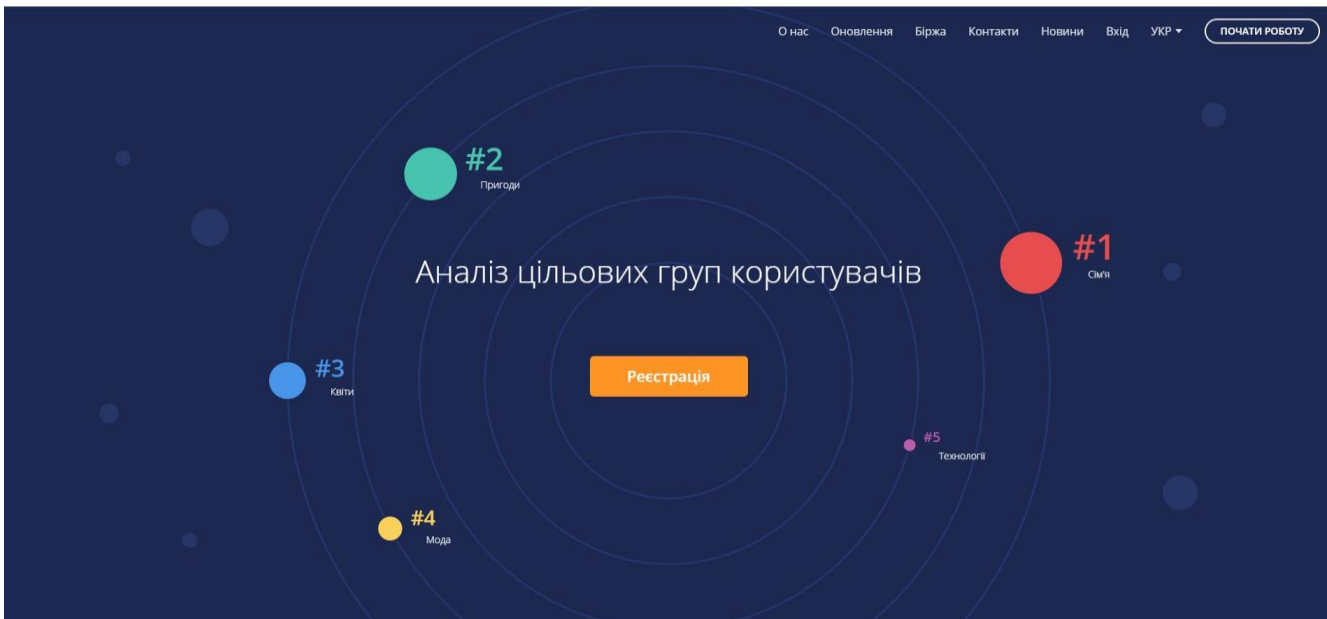 О нас Оновлення Біржа Контакти Новини Вхід УКР ПОЧАТИ РОБОТУ
#2
Пригоди
#1
Сім'я
Аналіз цільових груп користувачів
#3
Квіти
Реєстрація
#5
Технології
#4
Мода